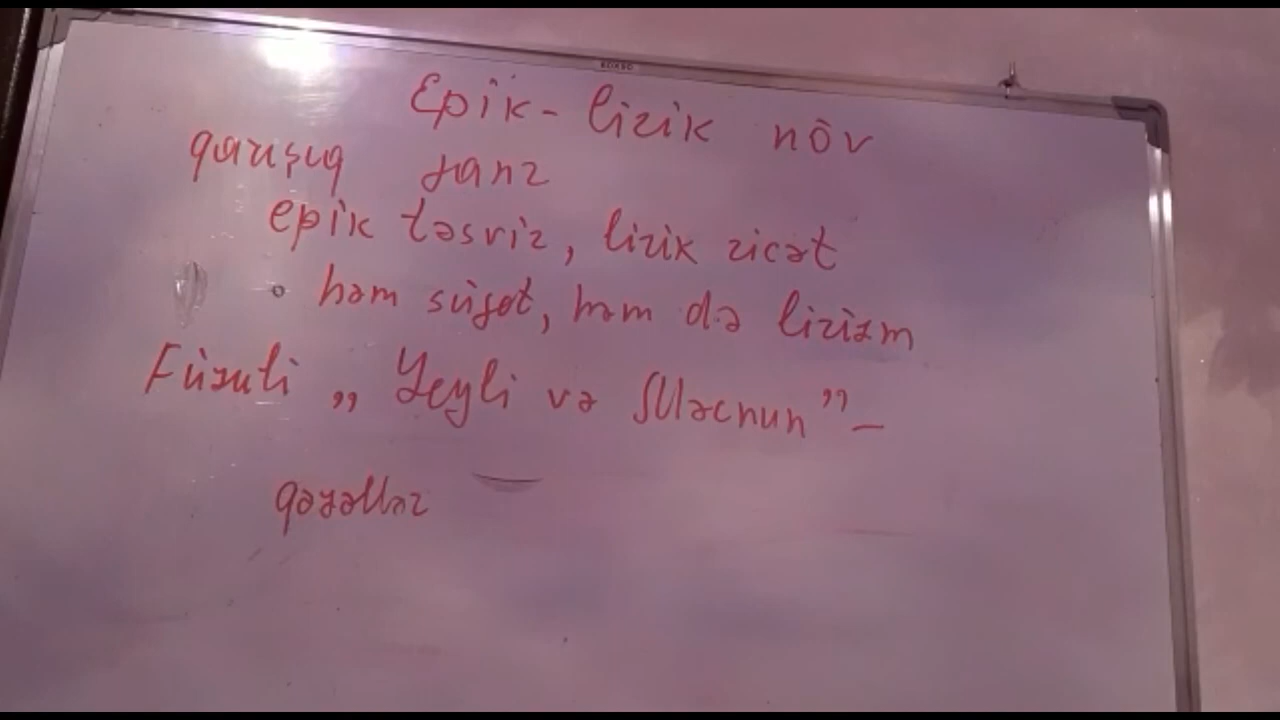 Epik-lirik növ
qarışıq janr
epik təsvir, lirik ricət
həm süjet, həm də lirizm
Füzuli „Leyli və Məcnun” –
qəzəllər